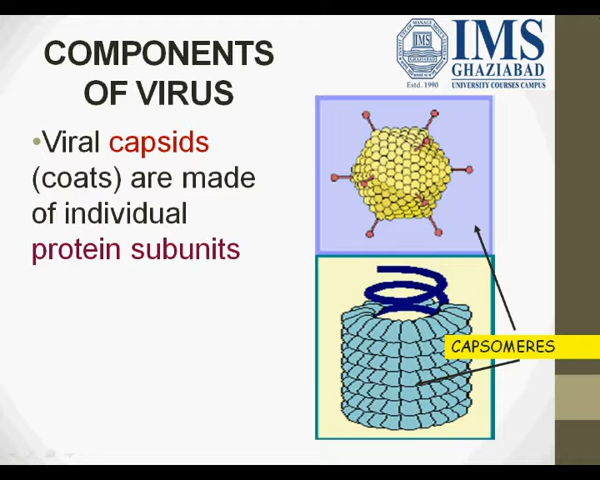 COMPONENTS
OF VIRUS
•Viral capsids
(coats) are made
of individual
protein subunits
IMS
GHAZIABAD
Estd. 1990
UNIVERSITY COURSES CAMPUS
CAPSOMERES